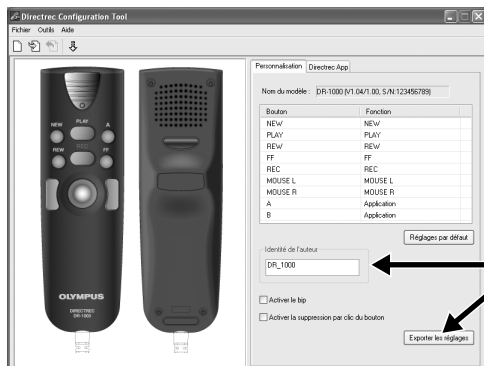 Directrec Configuration Tool
Fichier Outils Aide
Personnalisation Directrec App
Nom du modèle : DR-1000 (V1.04/1.00, S/N:123456789)
Bouton Fonction
NEW NEW
PLAY PLAY
REW REW
FF FF
REC REC
MOUSE L MOUSE L
MOUSE R MOUSE R
A Application
B Application
Réglages par défaut
Identité de l'auteur
DR_1000
Activer le bip
Activer la suppression par clic du bouton
Exporter les réglages
NEW PLAY A
REW REC FF
OLYMPUS
DIRECTREC
DR-1000